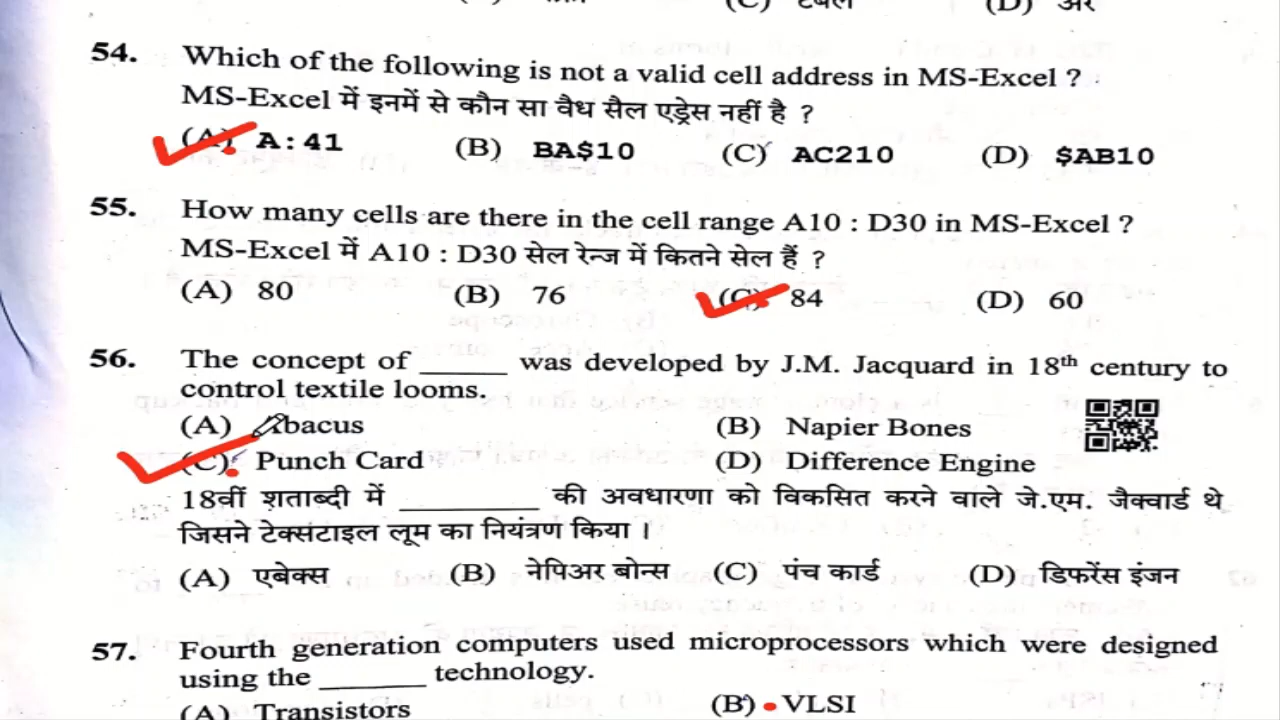 (C) टेबल (D) और
54. Which of the following is not a valid cell address in MS-Excel ?
MS-Excel में इनमें से कौन सा वैध सैल एड्रेस नहीं है ?
(A) A:41 (B) BA$10 (C) AC210 (D) $AB10
55. How many cells are there in the cell range A10 : D30 in MS-Excel ?
MS-Excel में A10 : D30 सेल रेन्ज में कितने सेल हैं ?
(A) 80 (B) 76 (C) 84 (D) 60
56. The concept of _____ was developed by J.M. Jacquard in 18th century to
control textile looms.
(A) Abacus (B) Napier Bones
(C) Punch Card (D) Difference Engine
18वीं शताब्दी में ________ की अवधारणा को विकसित करने वाले जे.एम. जैक्वार्ड थे
जिसने टेक्सटाइल लूम का नियंत्रण किया ।
(A) एबेक्स (B) नेपिअर बोन्स (C) पंच कार्ड (D) डिफरेंस इंजन
57. Fourth generation computers used microprocessors which were designed
using the ______ technology.
(A) Transistors (B) VLSI